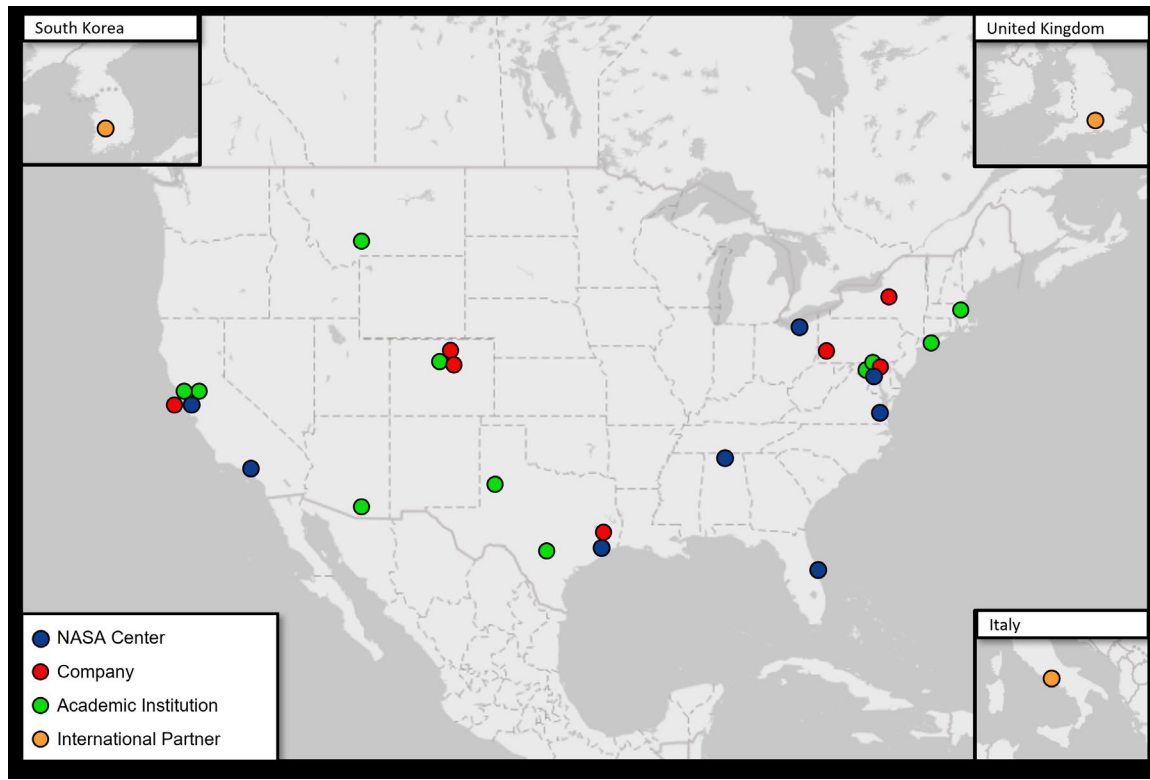 South Korea
United Kingdom
NASA Center
Company
Academic Institution
International Partner
Italy